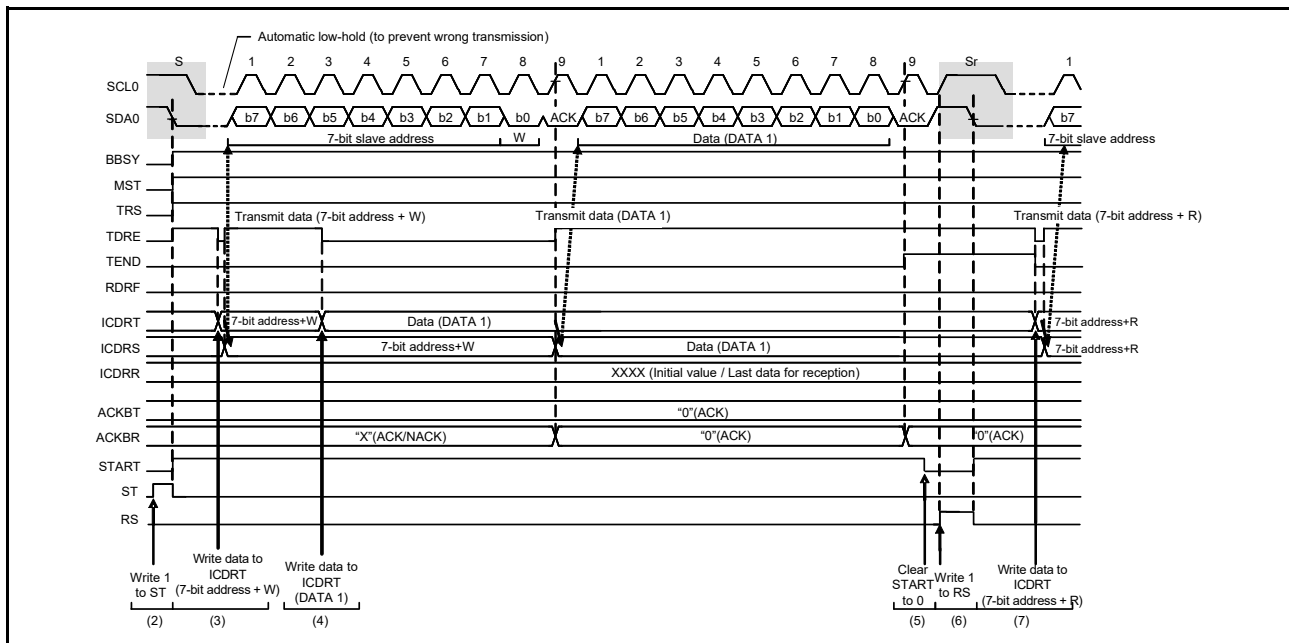 Automatic low-hold (to prevent wrong transmission)
S 1 2 3 4 5 6 7 8 9 1 2 3 4 5 6 7 8 9 Sr 1
SCL0
SDA0 b7 b6 b5 b4 b3 b2 b1 b0 ACK b7 b6 b5 b4 b3 b2 b1 b0 ACK b7
7-bit slave address W Data (DATA 1) 7-bit slave address
BBSY
MST
TRS
Transmit data (7-bit address + W) Transmit data (DATA 1) Transmit data (7-bit address + R)
TDRE
TEND
RDRF
ICDRT 7-bit address+W Data (DATA 1) 7-bit address+R
ICDRS 7-bit address+W Data (DATA 1) 7-bit address+R
ICDRR XXXX (Initial value / Last data for reception)
ACKBT “0”(ACK)
ACKBR “X”(ACK/NACK) “0”(ACK) “0”(ACK)
START
ST
RS
Write 1
to ST
Write data to
ICDRT
(7-bit address + W)
Write data to
ICDRT
(DATA 1)
Clear
START
to 0
Write 1
to RS
Write data to
ICDRT
(7-bit address + R)
(2) (3) (4) (5) (6) (7)